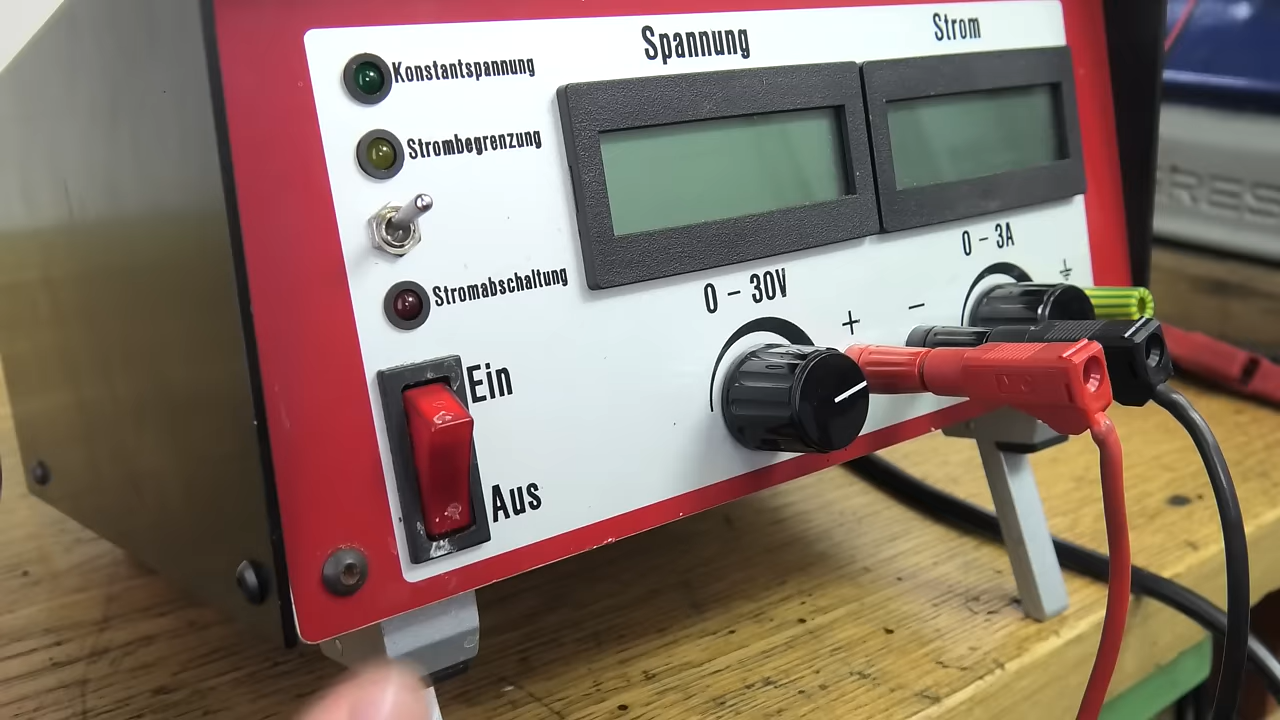 Konstantspannung
Strombegrenzung
Stromabschaltung
Ein
Aus
Spannung
Strom
0 – 30V
0 – 3A
+
–